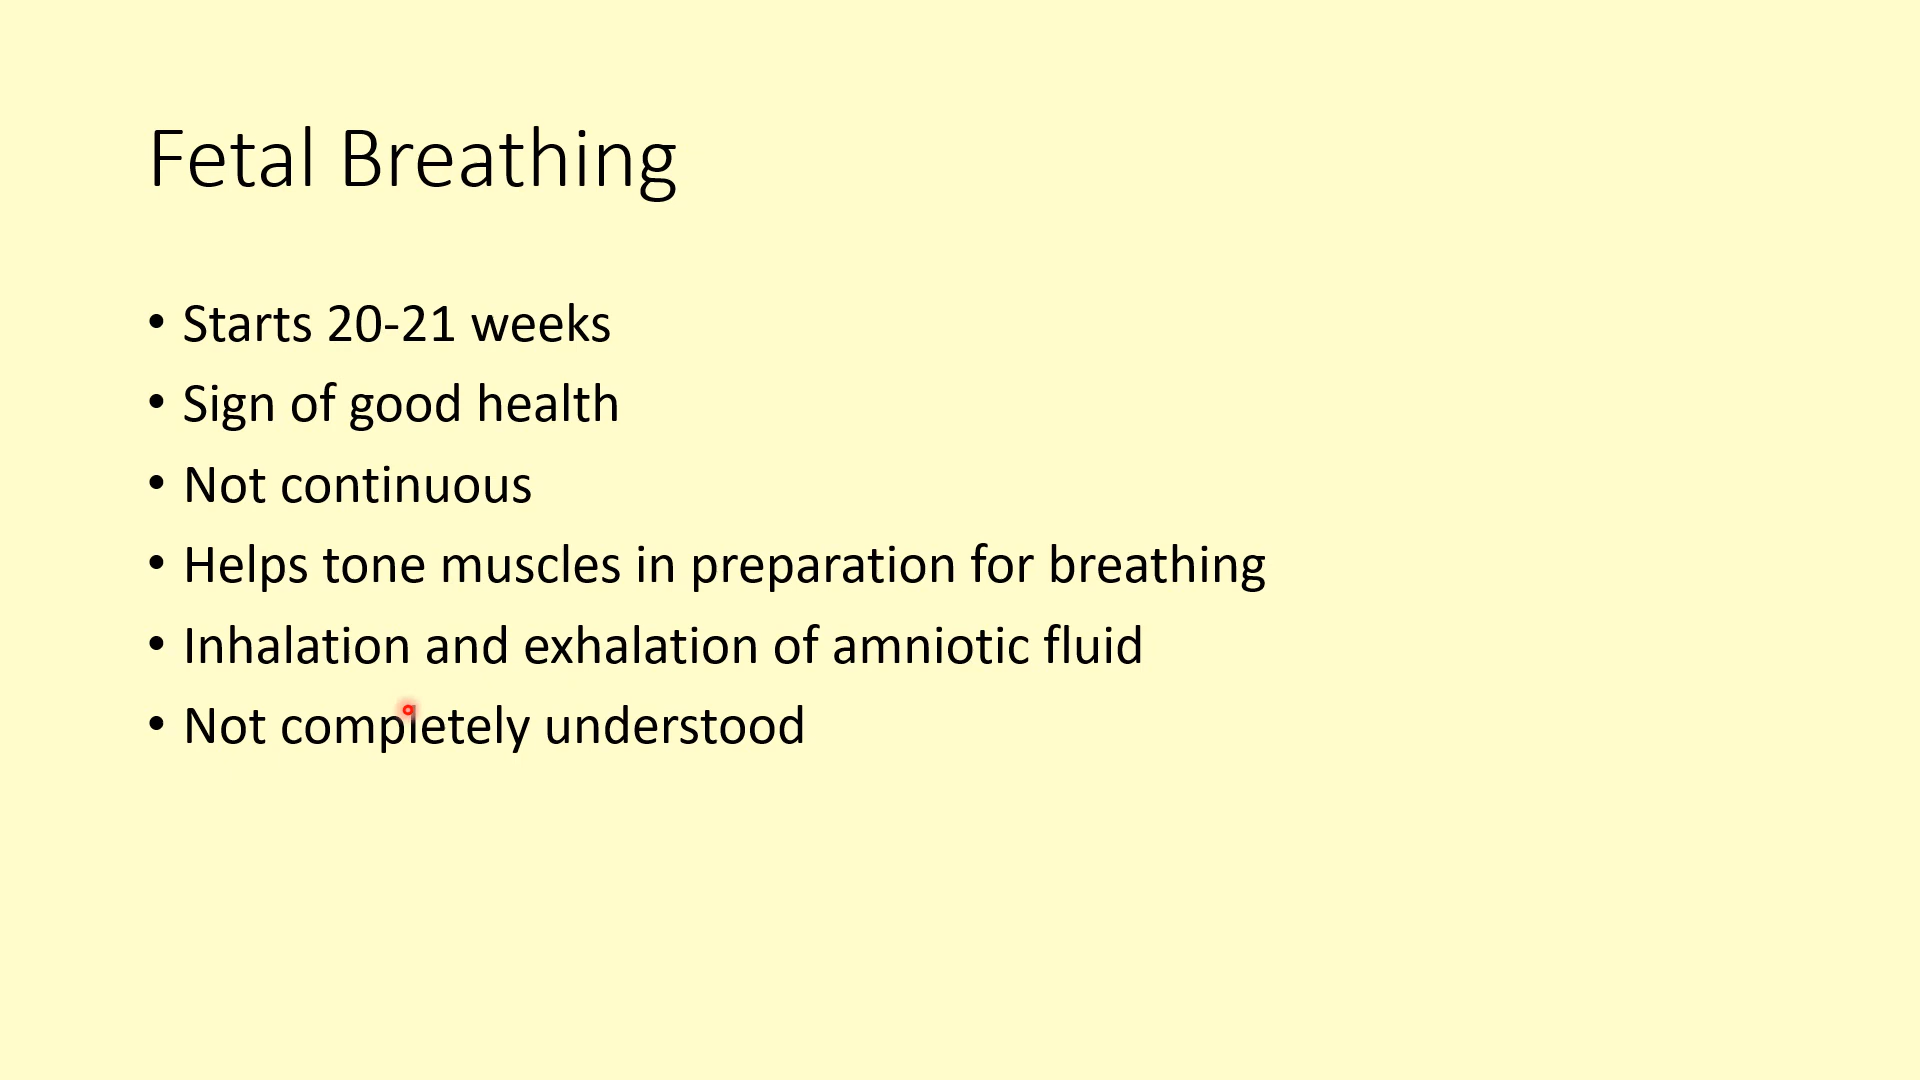 Fetal Breathing
• Starts 20-21 weeks
• Sign of good health
• Not continuous
• Helps tone muscles in preparation for breathing
• Inhalation and exhalation of amniotic fluid
• Not completely understood